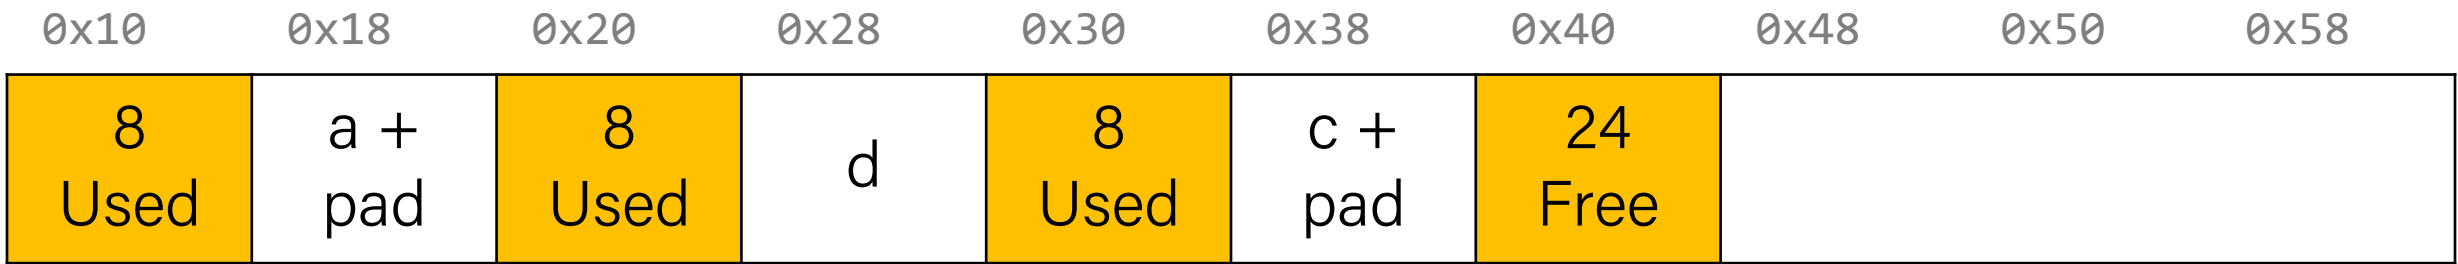 0x10 0x18 0x20 0x28 0x30 0x38 0x40 0x48 0x50 0x58
8 Used
a + pad
8 Used
d
8 Used
c + pad
24 Free